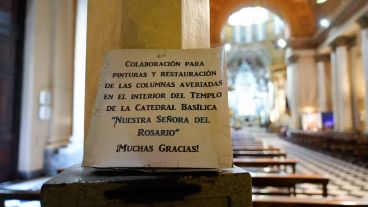 Colaboración para
pinturas y restauración
de las columnas averiadas
en el interior del Templo
de la Catedral Basílica
"Nuestra Señora del
Rosario"
¡Muchas Gracias!